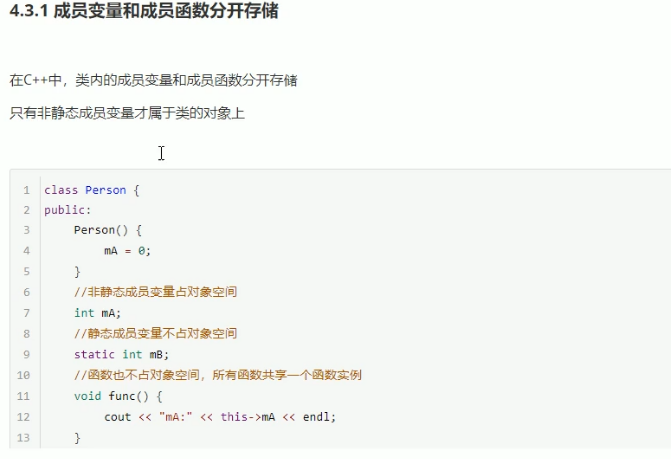 4.3.1 成员变量和成员函数分开存储
在C++中，类内的成员变量和成员函数分开存储
只有非静态成员变量才属于类的对象上
1 class Person {
2 public:
3 Person() {
4 mA = 0;
5 }
6 //非静态成员变量占对象空间
7 int mA;
8 //静态成员变量不占对象空间
9 static int mB;
10 //函数也不占对象空间，所有函数共享一个函数实例
11 void func() {
12 cout << "mA:" << this->mA << endl;
13 }